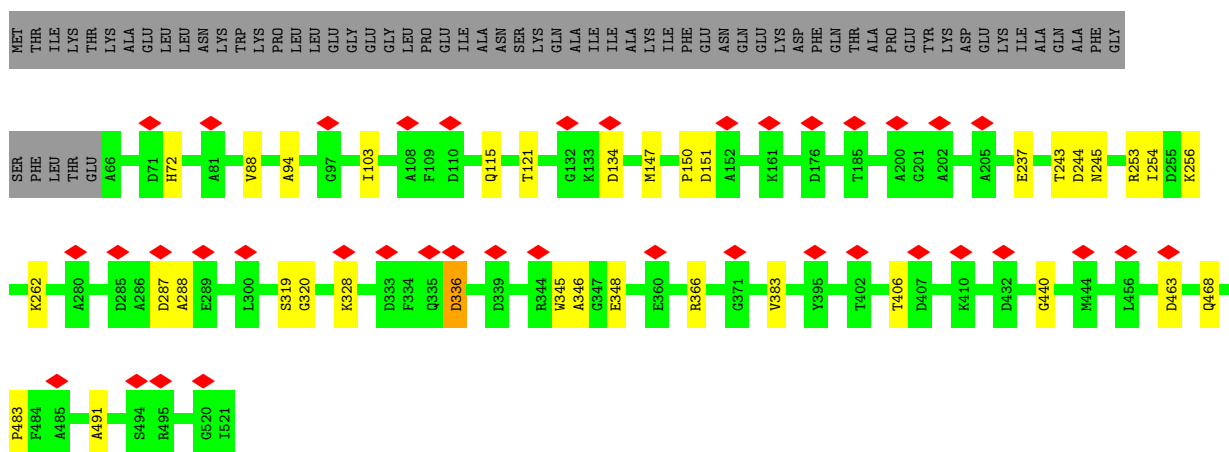 MET THR ILE LYS THR LYS ALA GLU LEU LEU ASN LYS TRP LYS PRO LEU LEU GLU GLY GLU GLY LEU PRO GLU ILE ALA ASN SER LYS GLN ALA ILE ILE ALA LYS ILE PHE GLU ASN GLN GLU LYS ASP PHE GLN THR ALA PRO GLU TYR LYS ASP GLU LYS ILE ALA GLN ALA PHE GLY
SER PHE LEU THR GLU A66 D71 H72 A81 V88 A94 G97 I103 A108 F109 D110 Q115 T121 G132 K133 D134 M147 P150 D151 A152 K161 D176 T185 A200 G201 A202 A205 E237 T243 D244 N245 R253 I254 D255 K256
K262 A280 D285 A286 D287 A288 E289 L300 S319 G320 K328 D333 F334 Q335 D336 D339 R344 W345 A346 G347 E348 E360 R366 G371 V383 Y395 T402 T406 D407 K410 D432 G440 M444 L456 D463 Q468
P483 F484 A485 A491 S494 R495 G520 I521